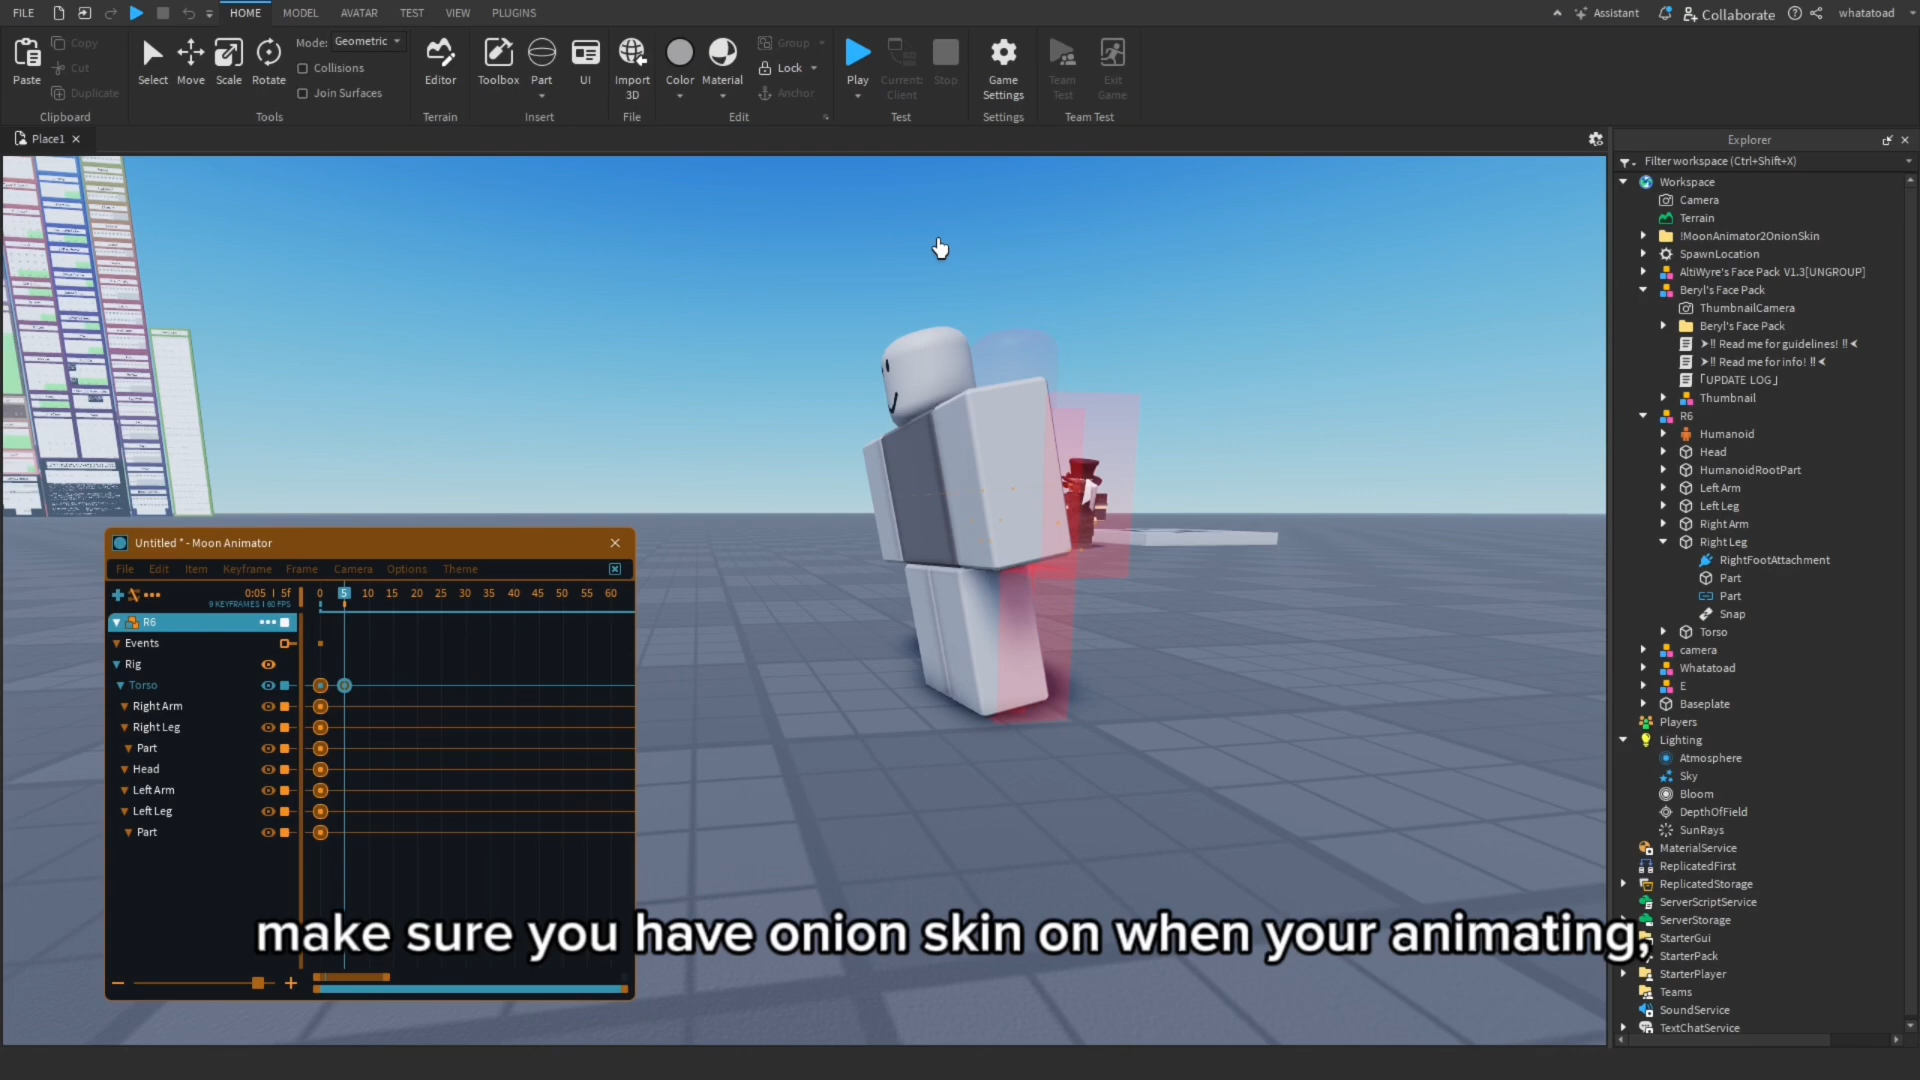 FILE HOME MODEL AVATAR TEST VIEW PLUGINS Assistant Collaborate whatatoad
Paste Copy Cut Duplicate Clipboard
Select Move Scale Rotate Mode: Geometric Collisions Join Surfaces Tools
Editor Terrain
Toolbox Part UI Insert
Import 3D File
Color Material Group Lock Anchor Edit
Play Current: Client Stop Test
Game Settings Settings
Team Test Exit Game Team Test
Place1
Explorer
Filter workspace (Ctrl+Shift+X)
Workspace
Camera
Terrain
!MoonAnimator2OnionSkin
SpawnLocation
AltiWyre's Face Pack V1.3[UNGROUP]
Beryl's Face Pack
ThumbnailCamera
Beryl's Face Pack
➤‼ Read me for guidelines! ‼⮜
➤‼ Read me for info! ‼⮜
「UPDATE LOG」
Thumbnail
R6
Humanoid
Head
HumanoidRootPart
Left Arm
Left Leg
Right Arm
Right Leg
RightFootAttachment
Part
Part
Snap
Torso
camera
Whatatoad
E
Baseplate
Players
Lighting
Atmosphere
Sky
Bloom
DepthOfField
SunRays
MaterialService
ReplicatedFirst
ReplicatedStorage
ServerScriptService
ServerStorage
StarterGui
StarterPack
StarterPlayer
Teams
SoundService
TextChatService
Untitled * - Moon Animator
File Edit Item Keyframe Frame Camera Options Theme
0:05 | 5f 0 5 10 15 20 25 30 35 40 45 50 55 60
9 KEYFRAMES | 60 FPS
R6
Events
Rig
Torso
Right Arm
Right Leg
Part
Head
Left Arm
Left Leg
Part
make sure you have onion skin on when your animating,